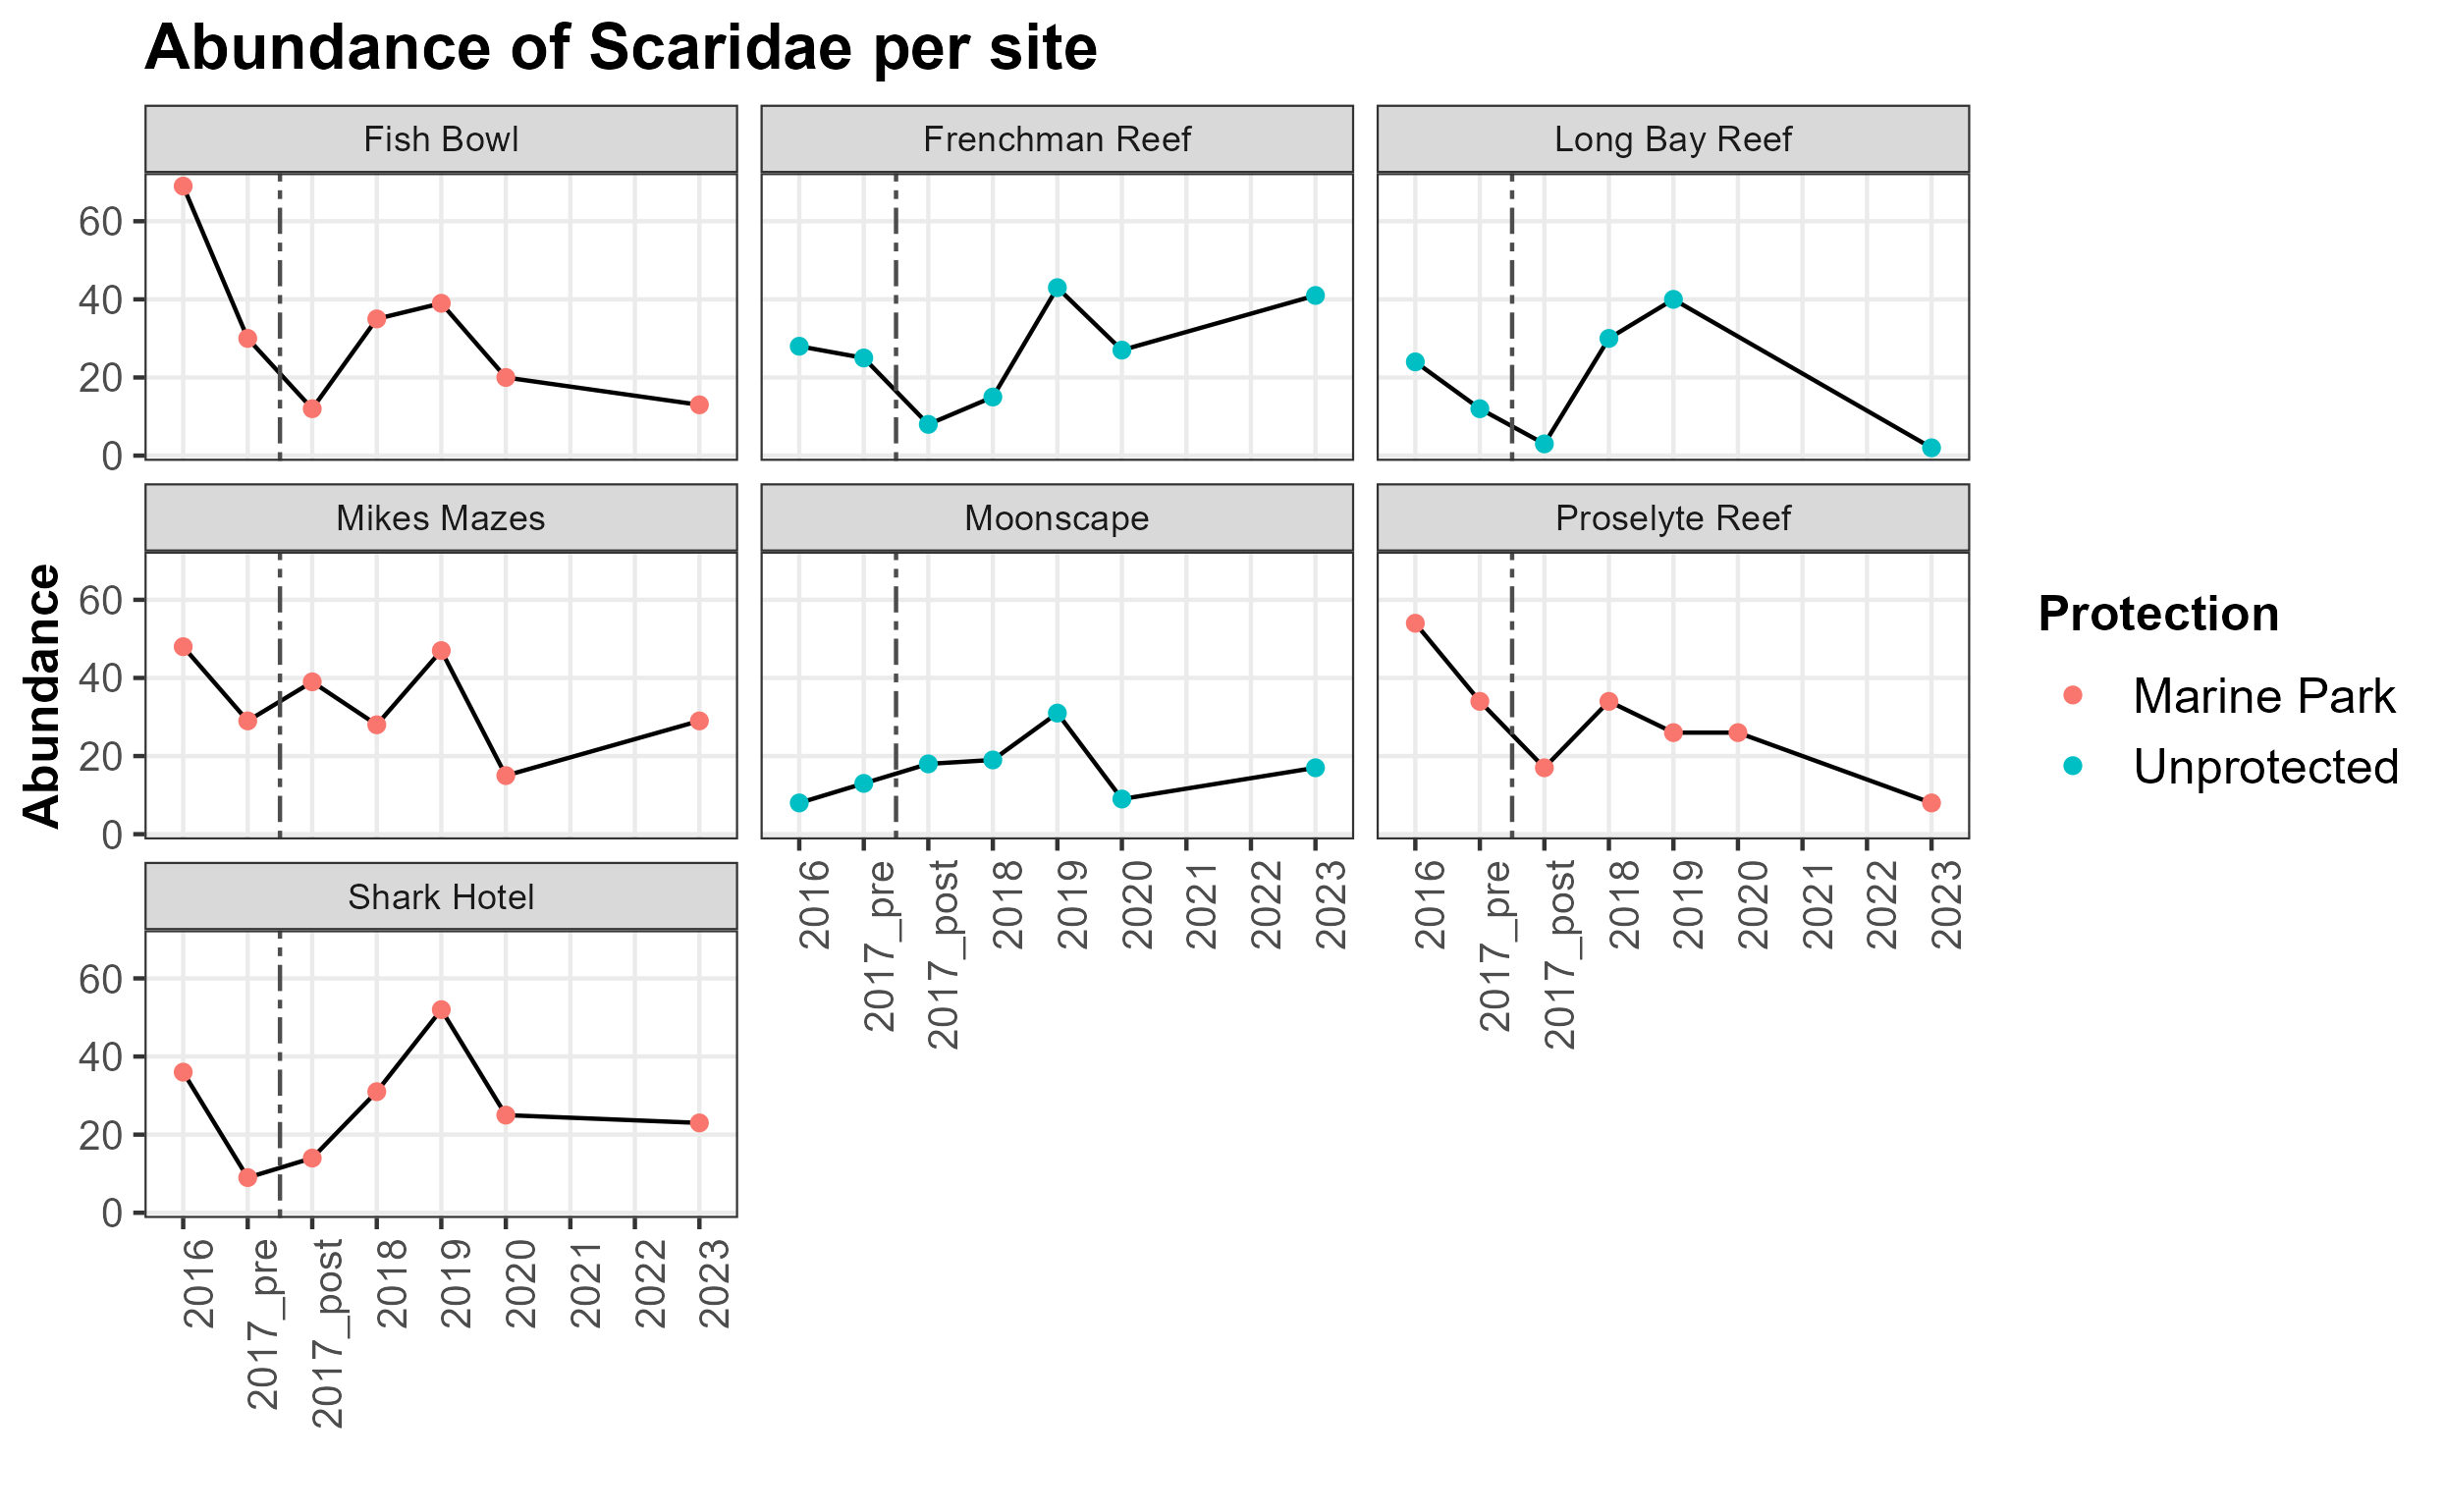 Abundance of Scaridae per site
Fish Bowl
Frenchman Reef
Long Bay Reef
60
40
20
0
Mikes Mazes
Moonscape
Proselyte Reef
60
40
20
0
Abundance
Shark Hotel
60
40
20
0
2016
2017_pre
2017_post
2018
2019
2020
2021
2022
2023
2016
2017_pre
2017_post
2018
2019
2020
2021
2022
2023
2016
2017_pre
2017_post
2018
2019
2020
2021
2022
2023
Protection
Marine Park
Unprotected